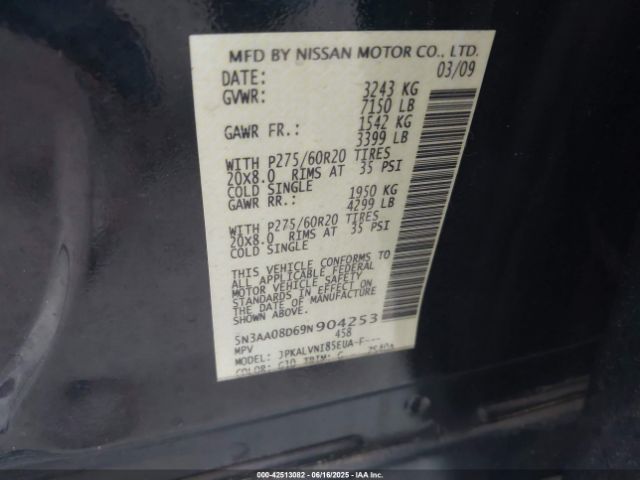 MFD BY NISSAN MOTOR CO., LTD.
DATE: 03/09
GVWR: 3243 KG
7150 LB
GAWR FR.: 1542 KG
3399 LB
WITH P275/60R20 TIRES
20x8.0 RIMS AT 35 PSI
COLD SINGLE
GAWR RR.: 1950 KG
4299 LB
WITH P275/60R20 TIRES
20x8.0 RIMS AT 35 PSI
COLD SINGLE
THIS VEHICLE CONFORMS TO
ALL APPLICABLE FEDERAL
MOTOR VEHICLE SAFETY
STANDARDS IN EFFECT ON
THE DATE OF MANUFACTURE
SHOWN ABOVE
5N3AA08D69N904253
MPV 458
MODEL: JPKALVNI85EUA-F---
COLOR: G10 TRIM: G
000-42513082 - 06/16/2025 - IAA Inc.